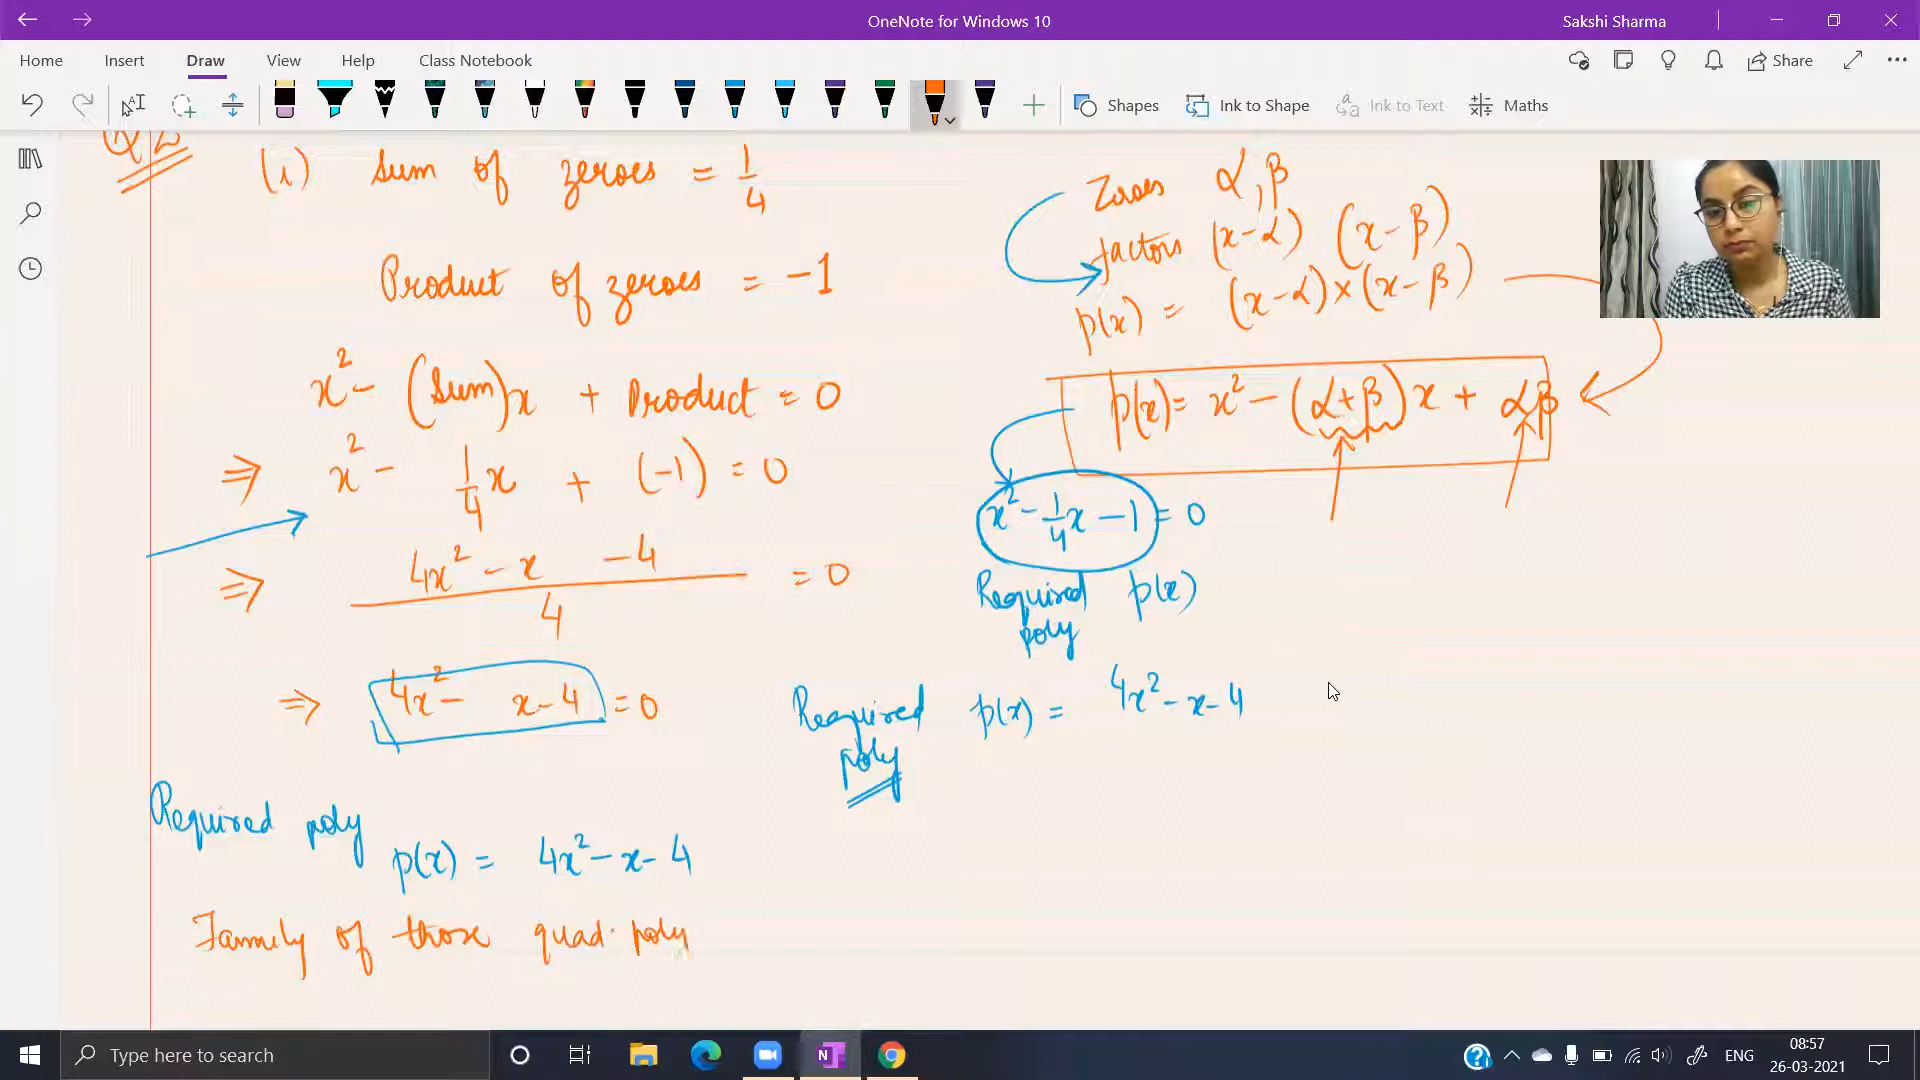 OneNote for Windows 10
Sakshi Sharma
Home Insert Draw View Help Class Notebook
Share
Shapes Ink to Shape Ink to Text Maths
Q 2
(i) Sum of zeroes = 1/4
Product of zeroes = -1
x² - (Sum)x + Product = 0
⇒ x² - 1/4 x + (-1) = 0
⇒ 4x² - x - 4 / 4 = 0
⇒ 4x² - x - 4 = 0
Required poly
p(x) = 4x² - x - 4
Family of those quad. poly
Zeroes α, β
factors (x-α) (x-β)
p(x) = (x-α)×(x-β)
p(x) = x² - (α+β)x + αβ
x² - 1/4 x - 1 = 0
Required p(x)
poly
Required p(x) = 4x² - x - 4
poly
Type here to search
N
ENG
08:57
26-03-2021